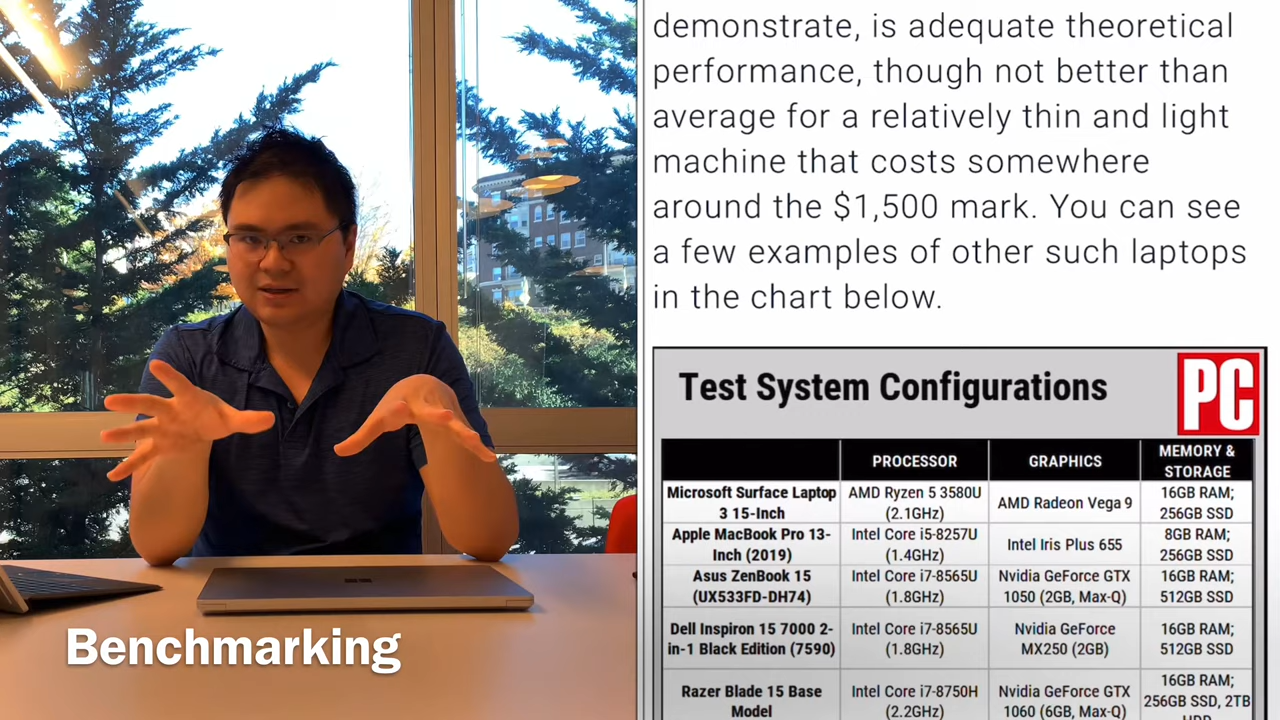 Benchmarking
demonstrate, is adequate theoretical
performance, though not better than
average for a relatively thin and light
machine that costs somewhere
around the $1,500 mark. You can see
a few examples of other such laptops
in the chart below.
Test System Configurations
PC
PROCESSOR
GRAPHICS
MEMORY &
STORAGE
Microsoft Surface Laptop
3 15-Inch
AMD Ryzen 5 3580U
(2.1GHz)
AMD Radeon Vega 9
16GB RAM;
256GB SSD
Apple MacBook Pro 13-
Inch (2019)
Intel Core i5-8257U
(1.4GHz)
Intel Iris Plus 655
8GB RAM;
256GB SSD
Asus ZenBook 15
(UX533FD-DH74)
Intel Core i7-8565U
(1.8GHz)
Nvidia GeForce GTX
1050 (2GB, Max-Q)
16GB RAM;
512GB SSD
Dell Inspiron 15 7000 2-
in-1 Black Edition (7590)
Intel Core i7-8565U
(1.8GHz)
Nvidia GeForce
MX250 (2GB)
16GB RAM;
512GB SSD
Razer Blade 15 Base
Model
Intel Core i7-8750H
(2.2GHz)
Nvidia GeForce GTX
1060 (6GB, Max-Q)
16GB RAM;
256GB SSD, 2TB